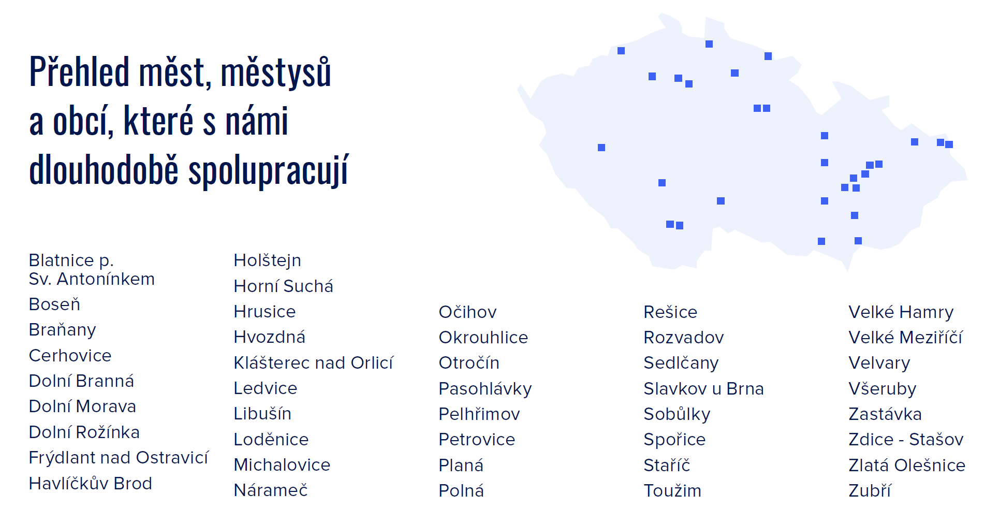 Přehled měst, městysů
a obcí, které s námi
dlouhodobě spolupracují
Blatnice p.
Sv. Antonínkem
Boseň
Braňany
Cerhovice
Dolní Branná
Dolní Morava
Dolní Rožínka
Frýdlant nad Ostravicí
Havlíčkův Brod
Holštejn
Horní Suchá
Hrusice
Hvozdná
Klášterec nad Orlicí
Ledvice
Libušín
Loděnice
Michalovice
Nárameč
Očihov
Okrouhlice
Otročín
Pasohlávky
Pelhřimov
Petrovice
Planá
Polná
Rešice
Rozvadov
Sedlčany
Slavkov u Brna
Sobůlky
Spořice
Staříč
Toužim
Velké Hamry
Velké Meziříčí
Velvary
Všeruby
Zastávka
Zdice - Stašov
Zlatá Olešnice
Zubří